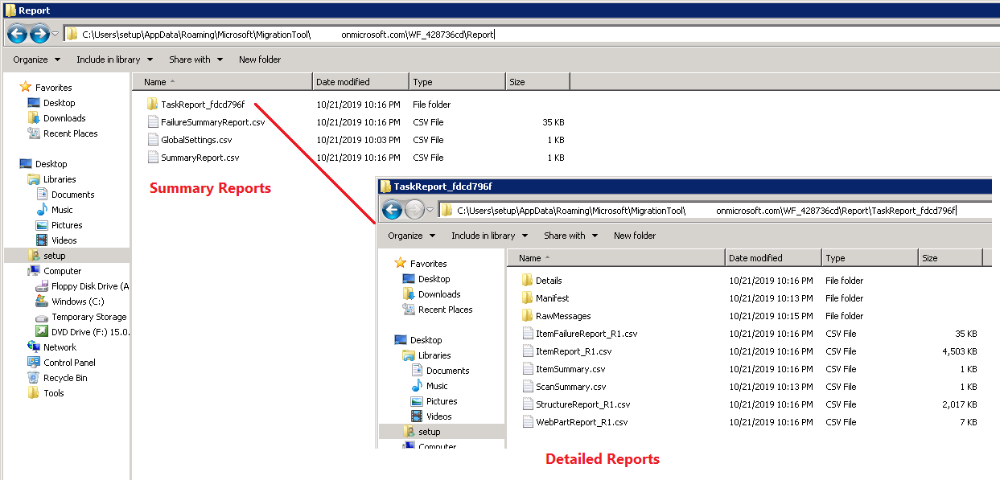 Report
C:\Users\setup\AppData\Roaming\Microsoft\MigrationTool\ onmicrosoft.com\WF_428736cd\Report
Organize Include in library Share with New folder
Favorites
Desktop
Downloads
Recent Places
Desktop
Libraries
Documents
Music
Pictures
Videos
setup
Computer
Floppy Disk Drive (A
Windows (C:)
Temporary Storage
DVD Drive (F:) 15.0.
Network
Control Panel
Recycle Bin
Tools
Name Date modified Type Size
TaskReport_fdcd796f 10/21/2019 10:16 PM File folder
FailureSummaryReport.csv 10/21/2019 10:16 PM CSV File 35 KB
GlobalSettings.csv 10/21/2019 10:03 PM CSV File 1 KB
SummaryReport.csv 10/21/2019 10:16 PM CSV File 1 KB
Summary Reports
TaskReport_fdcd796f
C:\Users\setup\AppData\Roaming\Microsoft\MigrationTool\ onmicrosoft.com\WF_428736cd\Report\TaskReport_fdcd796f
Organize Include in library Share with New folder
Favorites
Desktop
Downloads
Recent Places
Desktop
Libraries
Documents
Music
Pictures
Videos
setup
Computer
Name Date modified Type Size
Details 10/21/2019 10:16 PM File folder
Manifest 10/21/2019 10:13 PM File folder
RawMessages 10/21/2019 10:15 PM File folder
ItemFailureReport_R1.csv 10/21/2019 10:16 PM CSV File 35 KB
ItemReport_R1.csv 10/21/2019 10:16 PM CSV File 4,503 KB
ItemSummary.csv 10/21/2019 10:16 PM CSV File 1 KB
ScanSummary.csv 10/21/2019 10:13 PM CSV File 1 KB
StructureReport_R1.csv 10/21/2019 10:16 PM CSV File 2,017 KB
WebPartReport_R1.csv 10/21/2019 10:16 PM CSV File 7 KB
Detailed Reports